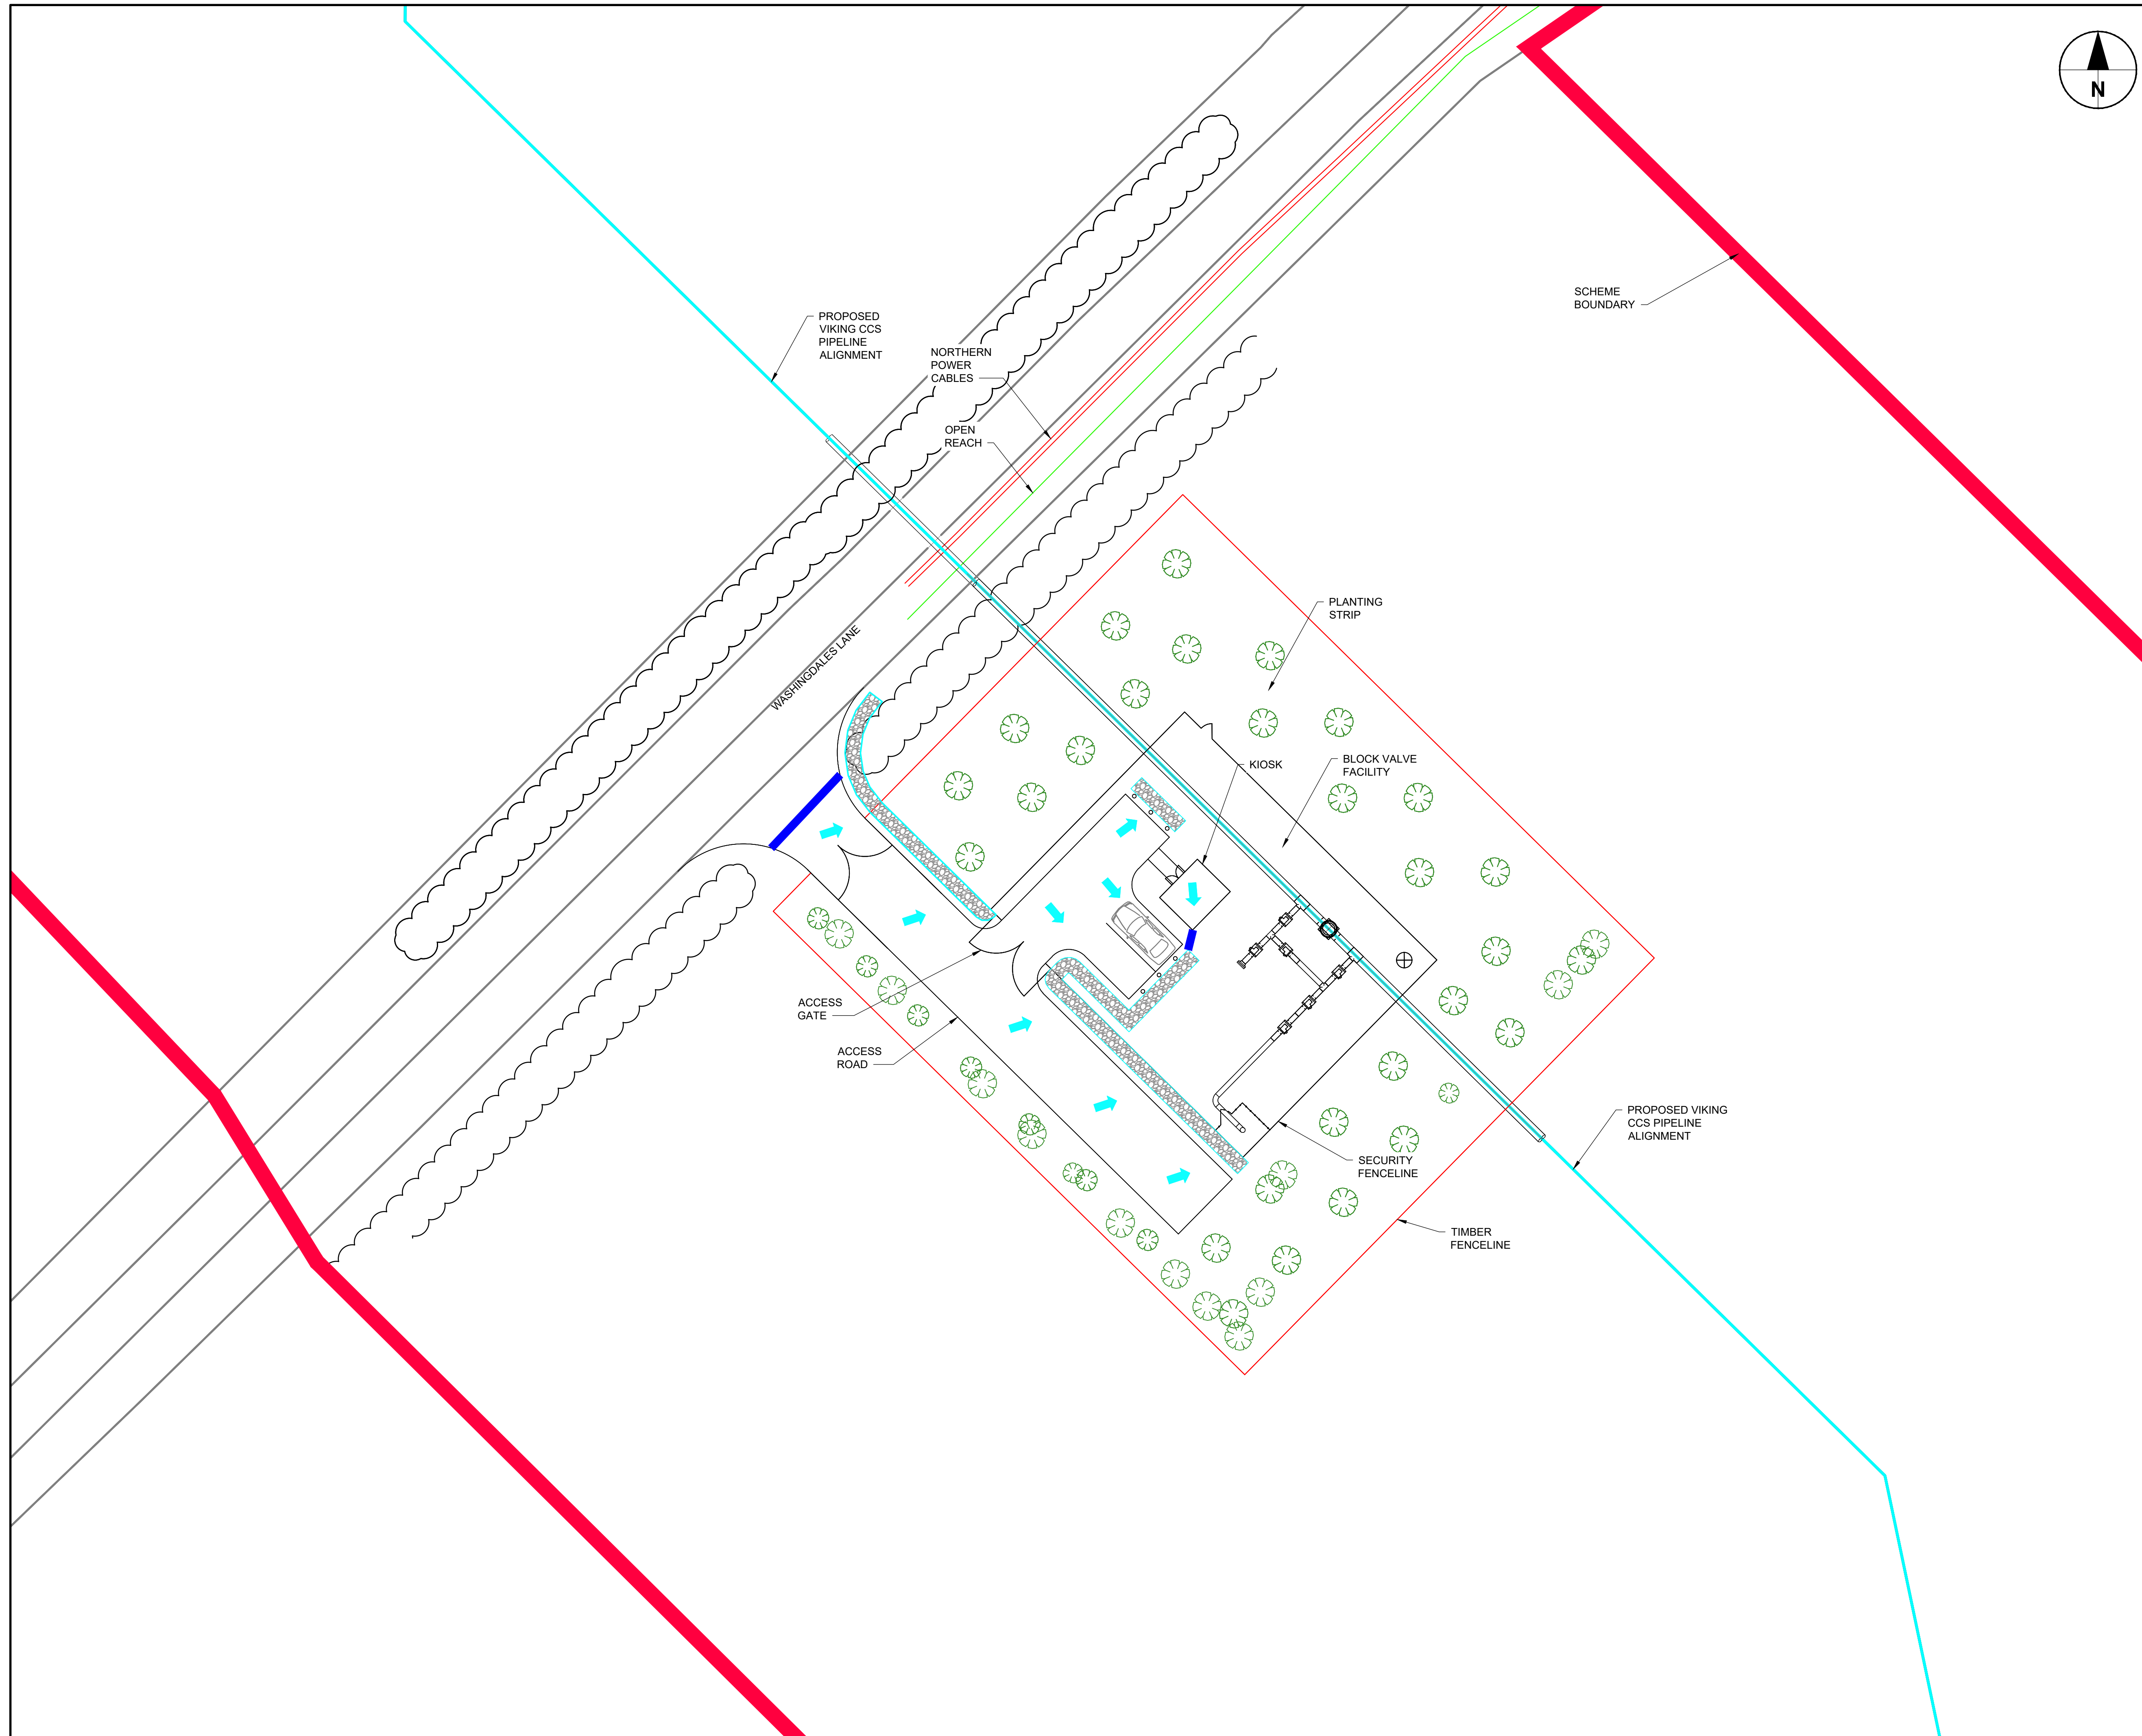 N
SCHEME
BOUNDARY
PROPOSED
VIKING CCS
PIPELINE
ALIGNMENT
NORTHERN
POWER
CABLES
OPEN
REACH
PLANTING
STRIP
WASHINGDALES LANE
BLOCK VALVE
FACILITY
KIOSK
ACCESS
GATE
ACCESS
ROAD
PROPOSED VIKING
CCS PIPELINE
ALIGNMENT
SECURITY
FENCELINE
TIMBER
FENCELINE